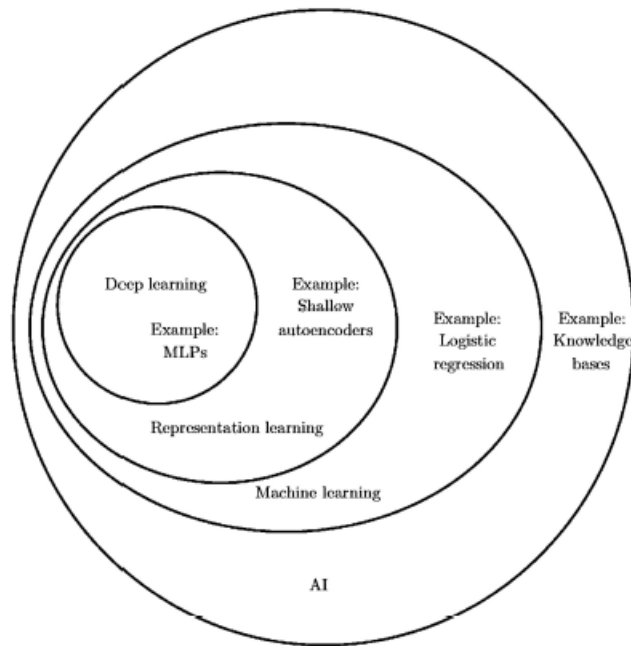 Deep learning
Example:
MLPs
Example:
Shallow
autoencoders
Example:
Logistic
regression
Example:
Knowledge
bases
Representation learning
Machine learning
AI